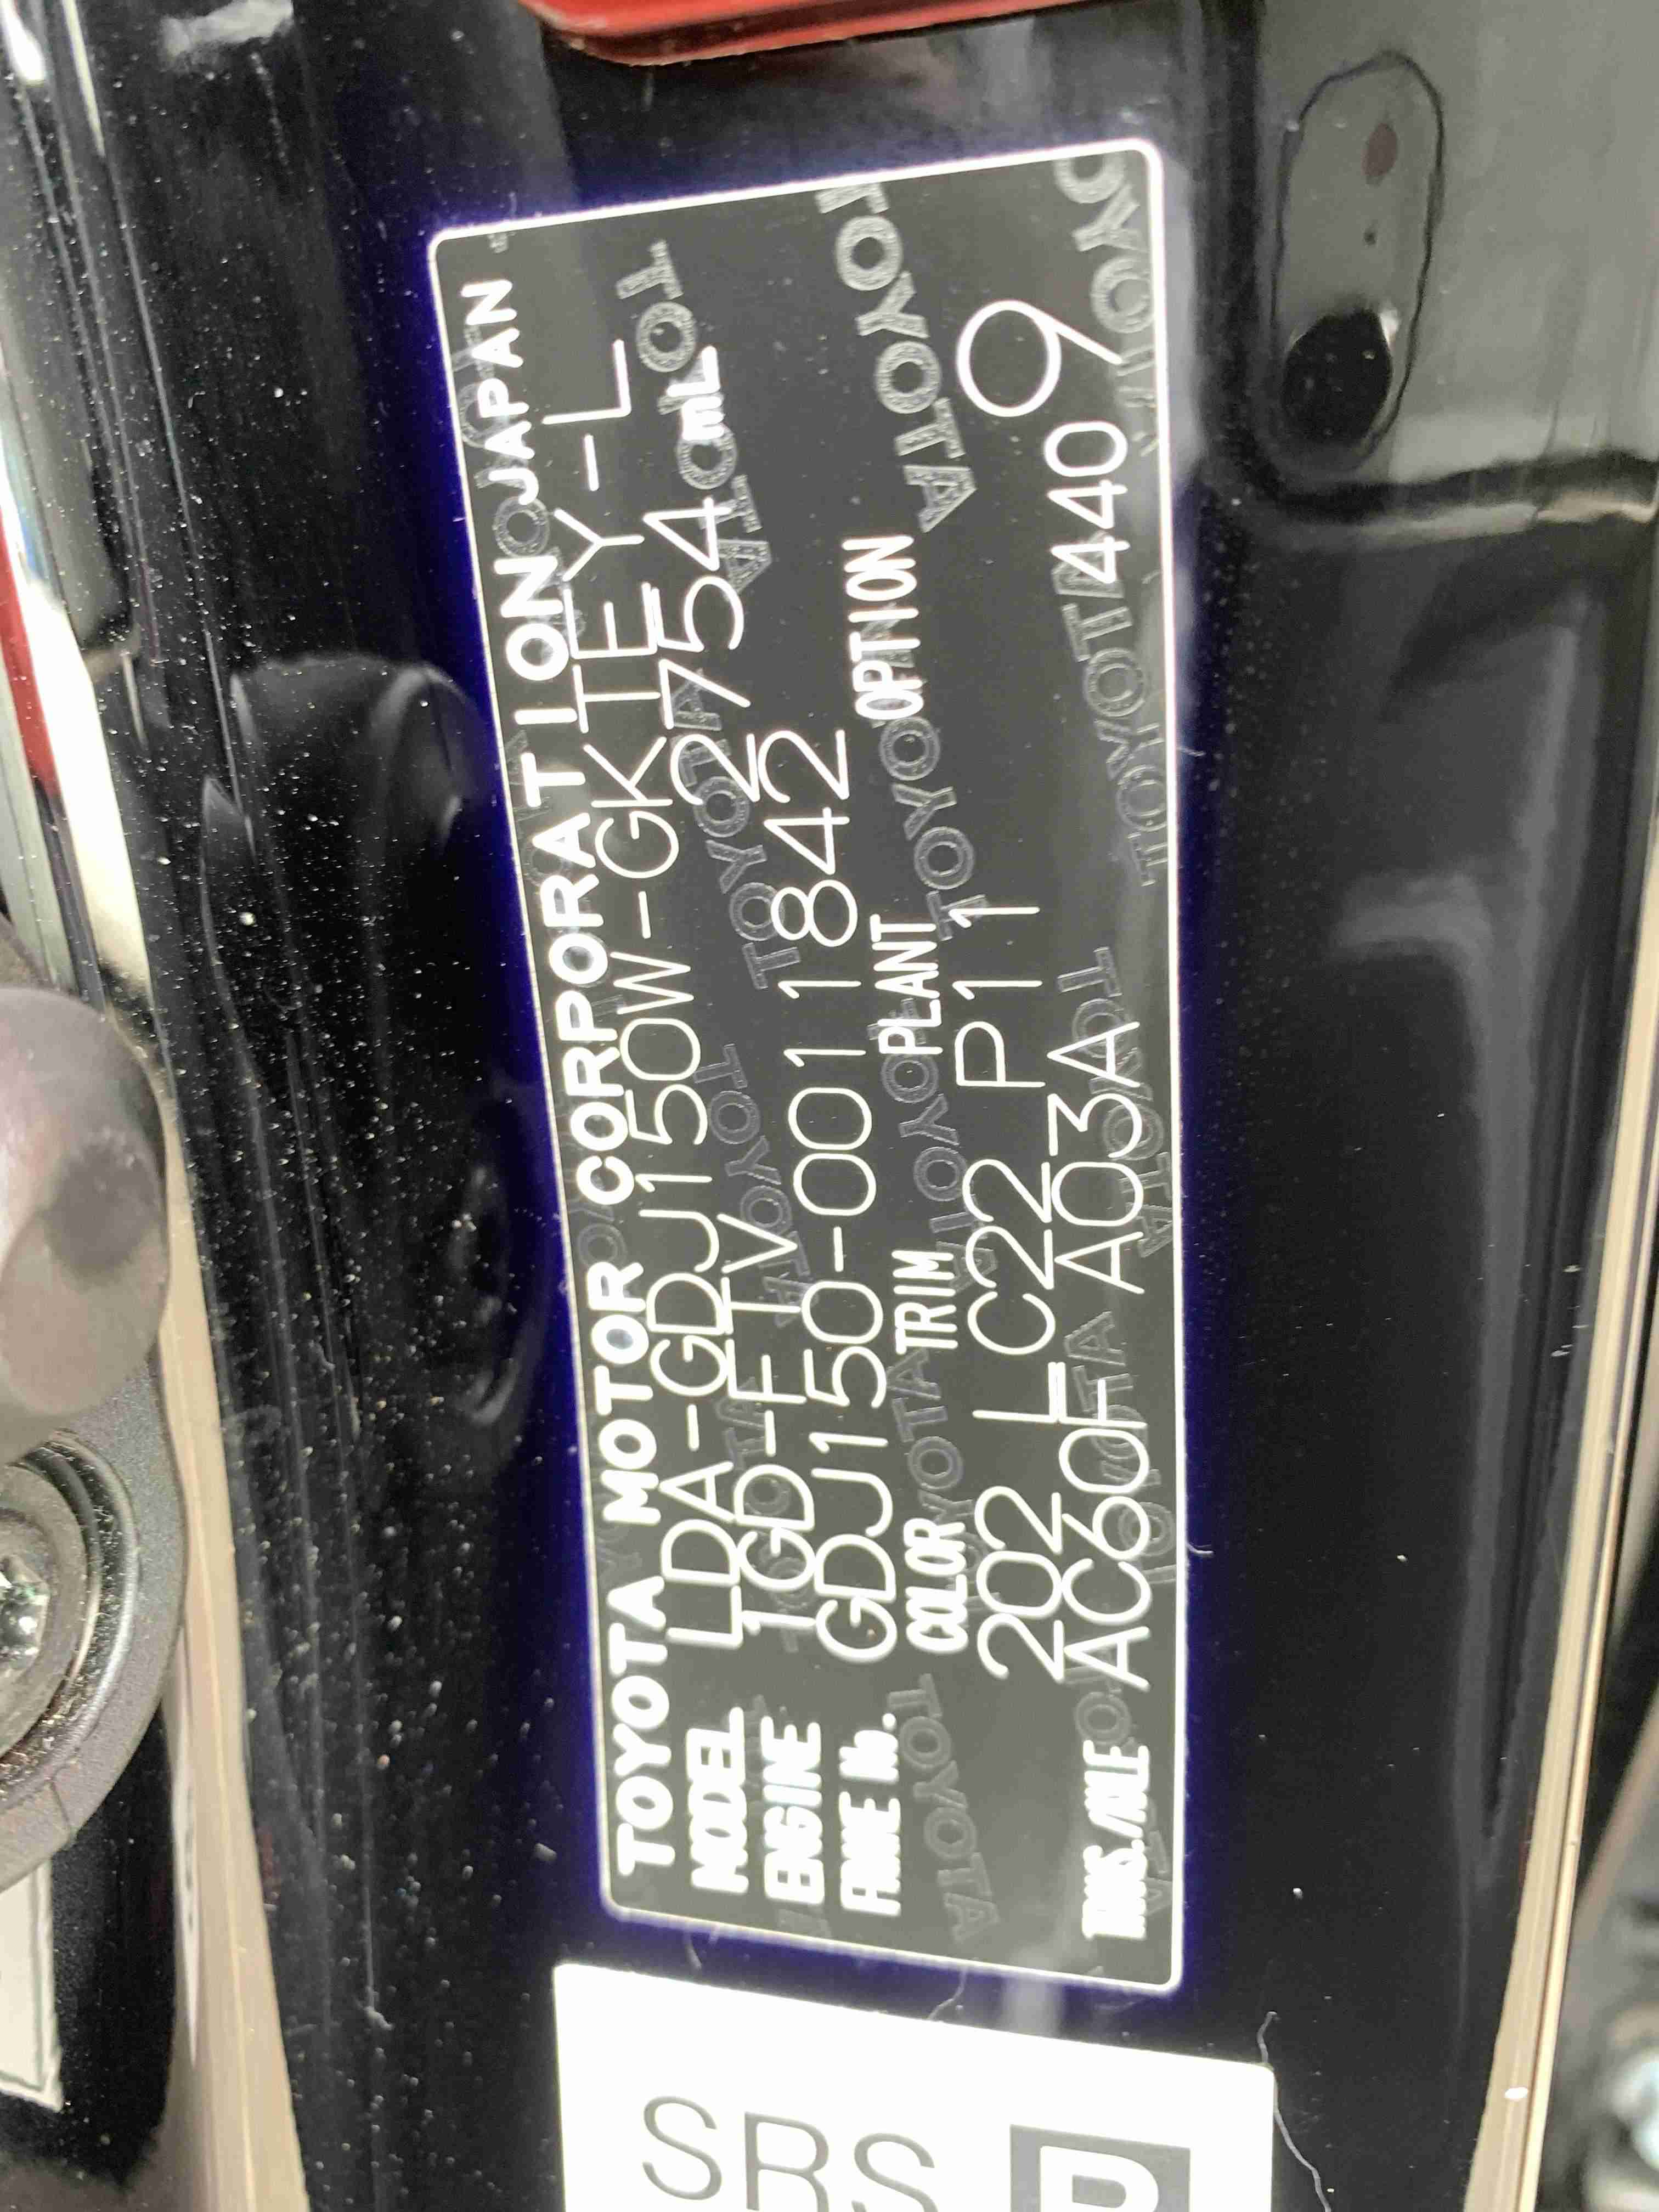 TOYOTA MOTOR CORPORATION JAPAN
MODEL LDA-GDJ150W-GKTEY-L
ENGINE 1GD-FTV 2754 mL
FRAME No. GDJ150-0011842
COLOR TRIM PLANT OPTION
202 LC22 P11
TRANS./AXLE AC60F A03A 4409
SRS